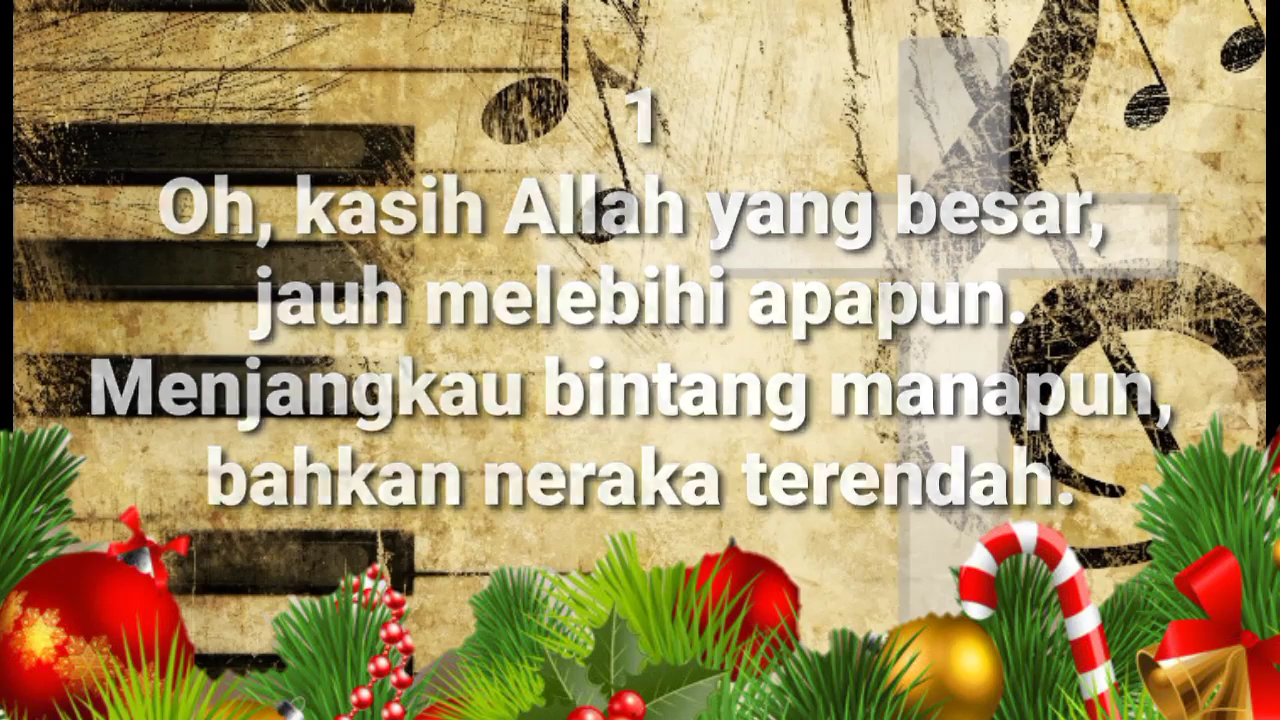 1
Oh, kasih Allah yang besar,
jauh melebihi apapun.
Menjangkau bintang manapun,
bahkan neraka terendah.